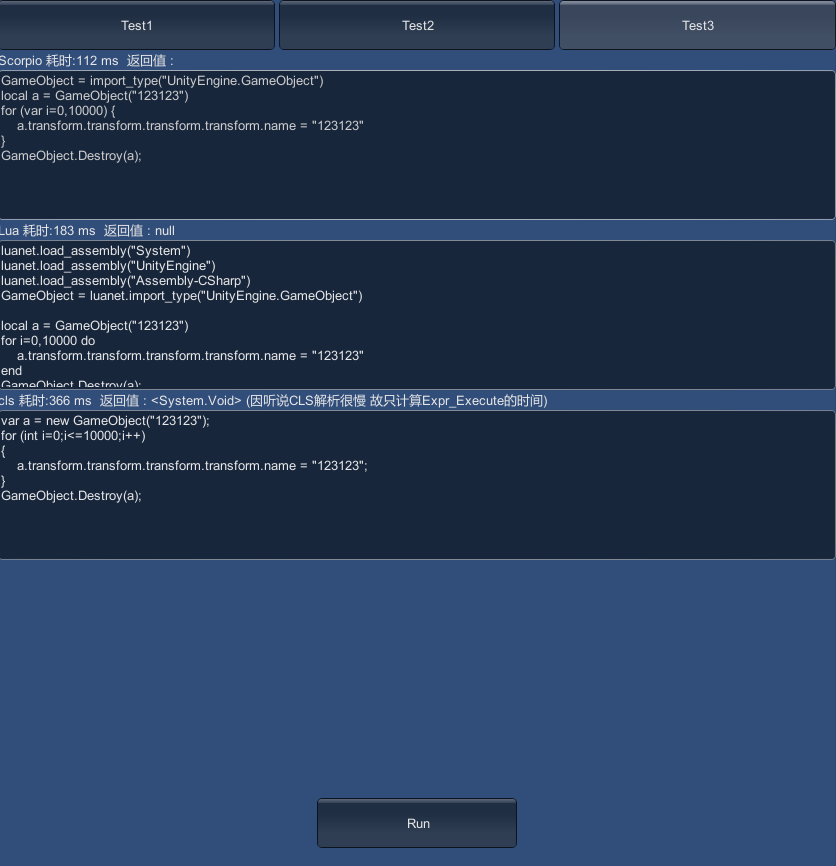 Test1 Test2 Test3
Scorpio 耗时:112 ms 返回值 :
GameObject = import_type("UnityEngine.GameObject")
local a = GameObject("123123")
for (var i=0,10000) {
a.transform.transform.transform.transform.name = "123123"
}
GameObject.Destroy(a);
Lua 耗时:183 ms 返回值 : null
luanet.load_assembly("System")
luanet.load_assembly("UnityEngine")
luanet.load_assembly("Assembly-CSharp")
GameObject = luanet.import_type("UnityEngine.GameObject")
local a = GameObject("123123")
for i=0,10000 do
a.transform.transform.transform.transform.name = "123123"
end
GameObject.Destroy(a);
cls 耗时:366 ms 返回值 : <System.Void> (因听说CLS解析很慢 故只计算Expr_Execute的时间)
var a = new GameObject("123123");
for (int i=0;i<=10000;i++)
{
a.transform.transform.transform.transform.name = "123123";
}
GameObject.Destroy(a);
Run